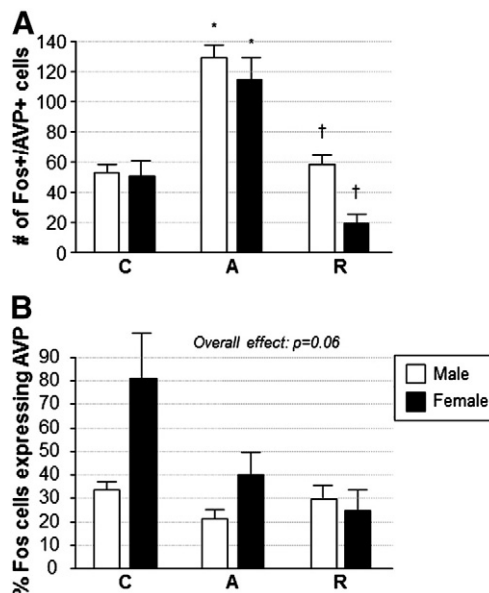 A
# of Fos+/AVP+ cells
140
120
100
80
60
40
20
0
*
*
†
†
C A R
B
Overall effect: p=0.06
% Fos cells expressing AVP
90
80
70
60
50
40
30
20
10
0
C A R
Male
Female